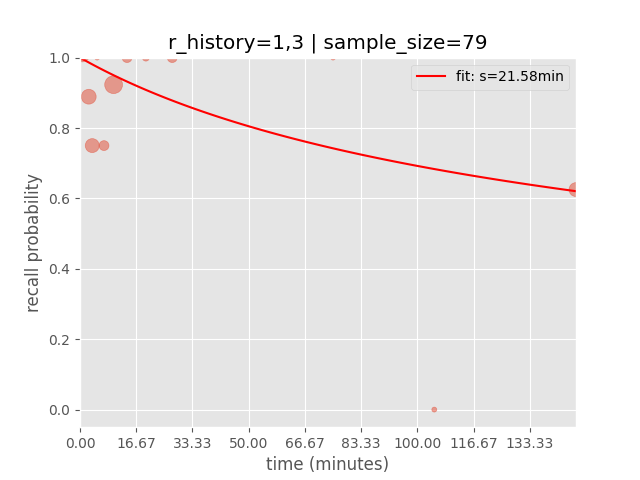 r_history=1,3 | sample_size=79
fit: s=21.58min
1.0
0.8
0.6
0.4
0.2
0.0
recall probability
0.00 16.67 33.33 50.00 66.67 83.33 100.00 116.67 133.33
time (minutes)